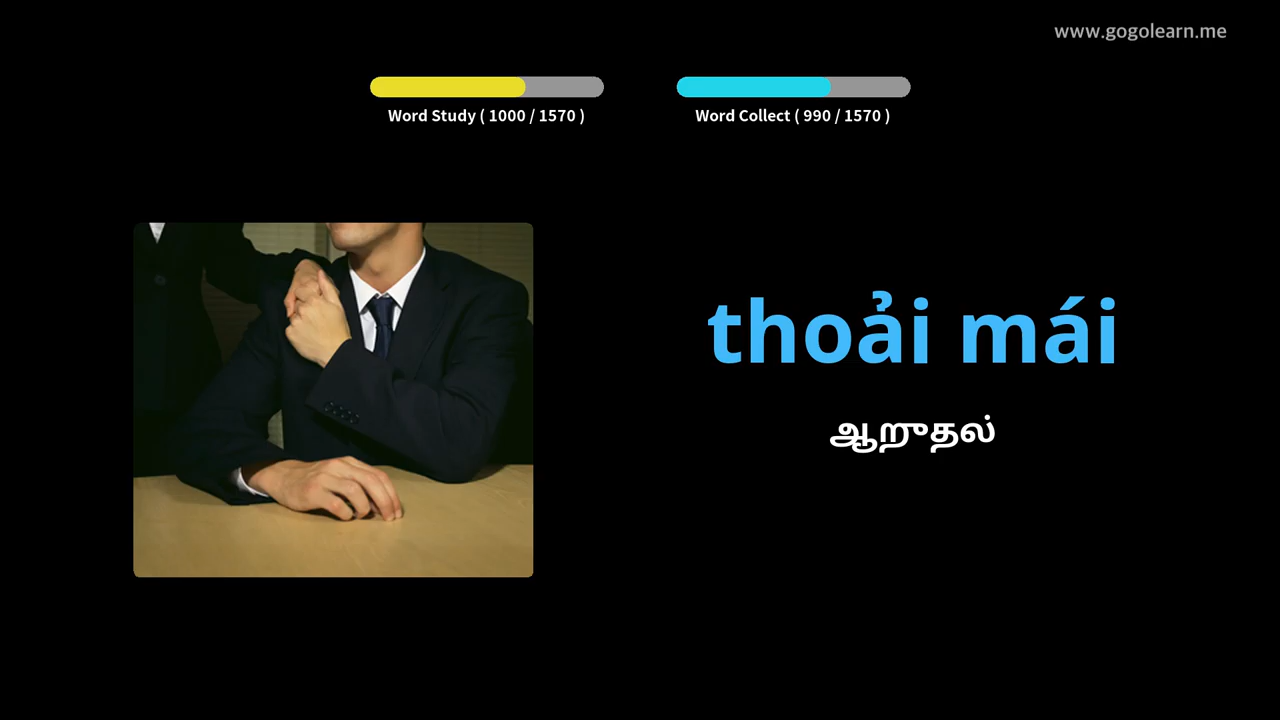 www.gogolearn.me
Word Study ( 1000 / 1570 )
Word Collect ( 990 / 1570 )
thoải mái
ஆறுதல்